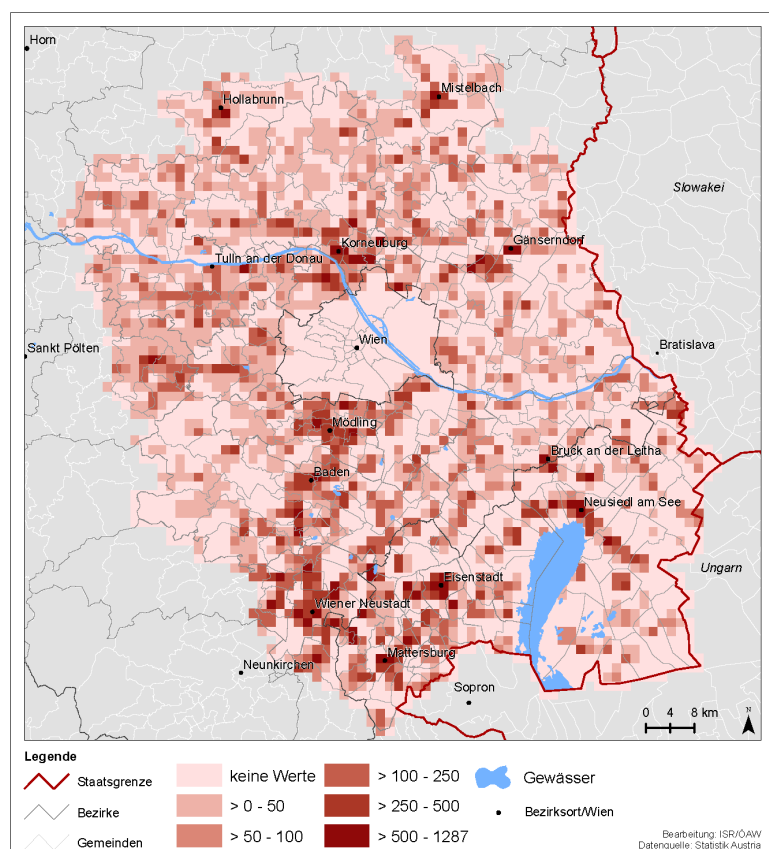 Horn
Mistelbach
Hollabrunn
Slowakei
Korneuburg
Gänserndorf
Tulln an der Donau
Wien
Bratislava
Sankt Pölten
Mödling
Bruck an der Leitha
Baden
Neusiedl am See
Ungarn
Eisenstadt
Wiener Neustadt
Mattersburg
Neunkirchen
Sopron
0 4 8 km
N
Legende
Staatsgrenze
Bezirke
Gemeinden
keine Werte
> 0 - 50
> 50 - 100
> 100 - 250
> 250 - 500
> 500 - 1287
Gewässer
Bezirksort/Wien
Bearbeitung: ISR/ÖAW
Datenquelle: Statistik Austria